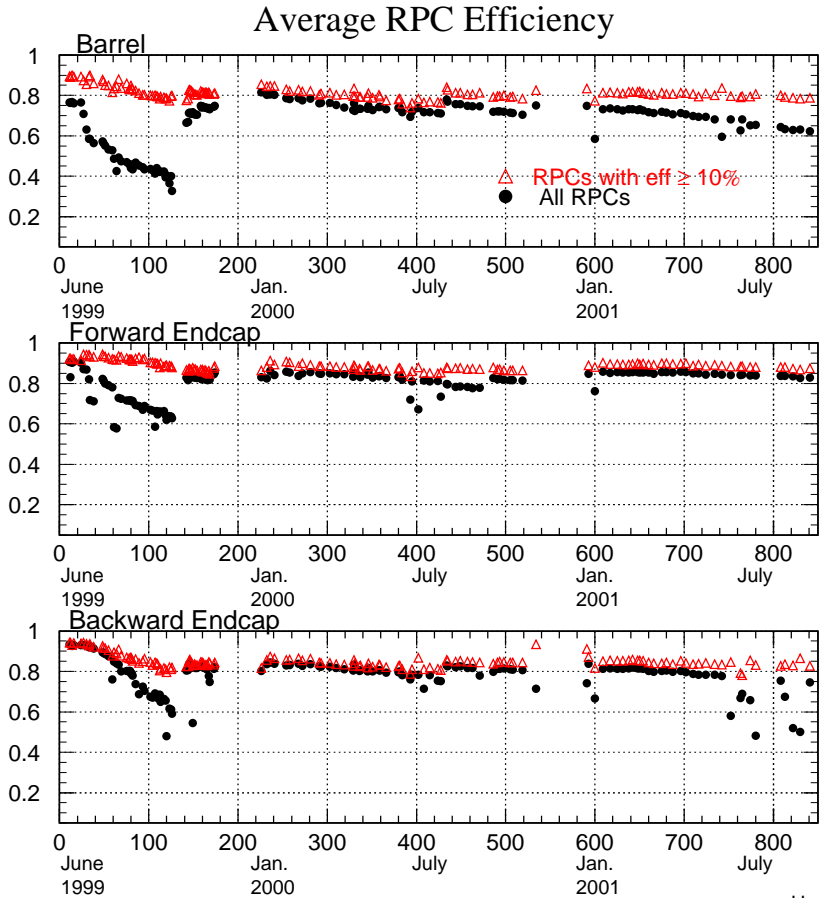 Average RPC Efficiency
Barrel
1
0.8
0.6
0.4
0.2
RPCs with eff ≥ 10%
All RPCs
0 100 200 300 400 500 600 700 800
June Jan. July Jan. July
1999 2000 2001
Forward Endcap
1
0.8
0.6
0.4
0.2
0 100 200 300 400 500 600 700 800
June Jan. July Jan. July
1999 2000 2001
Backward Endcap
1
0.8
0.6
0.4
0.2
0 100 200 300 400 500 600 700 800
June Jan. July Jan. July
1999 2000 2001